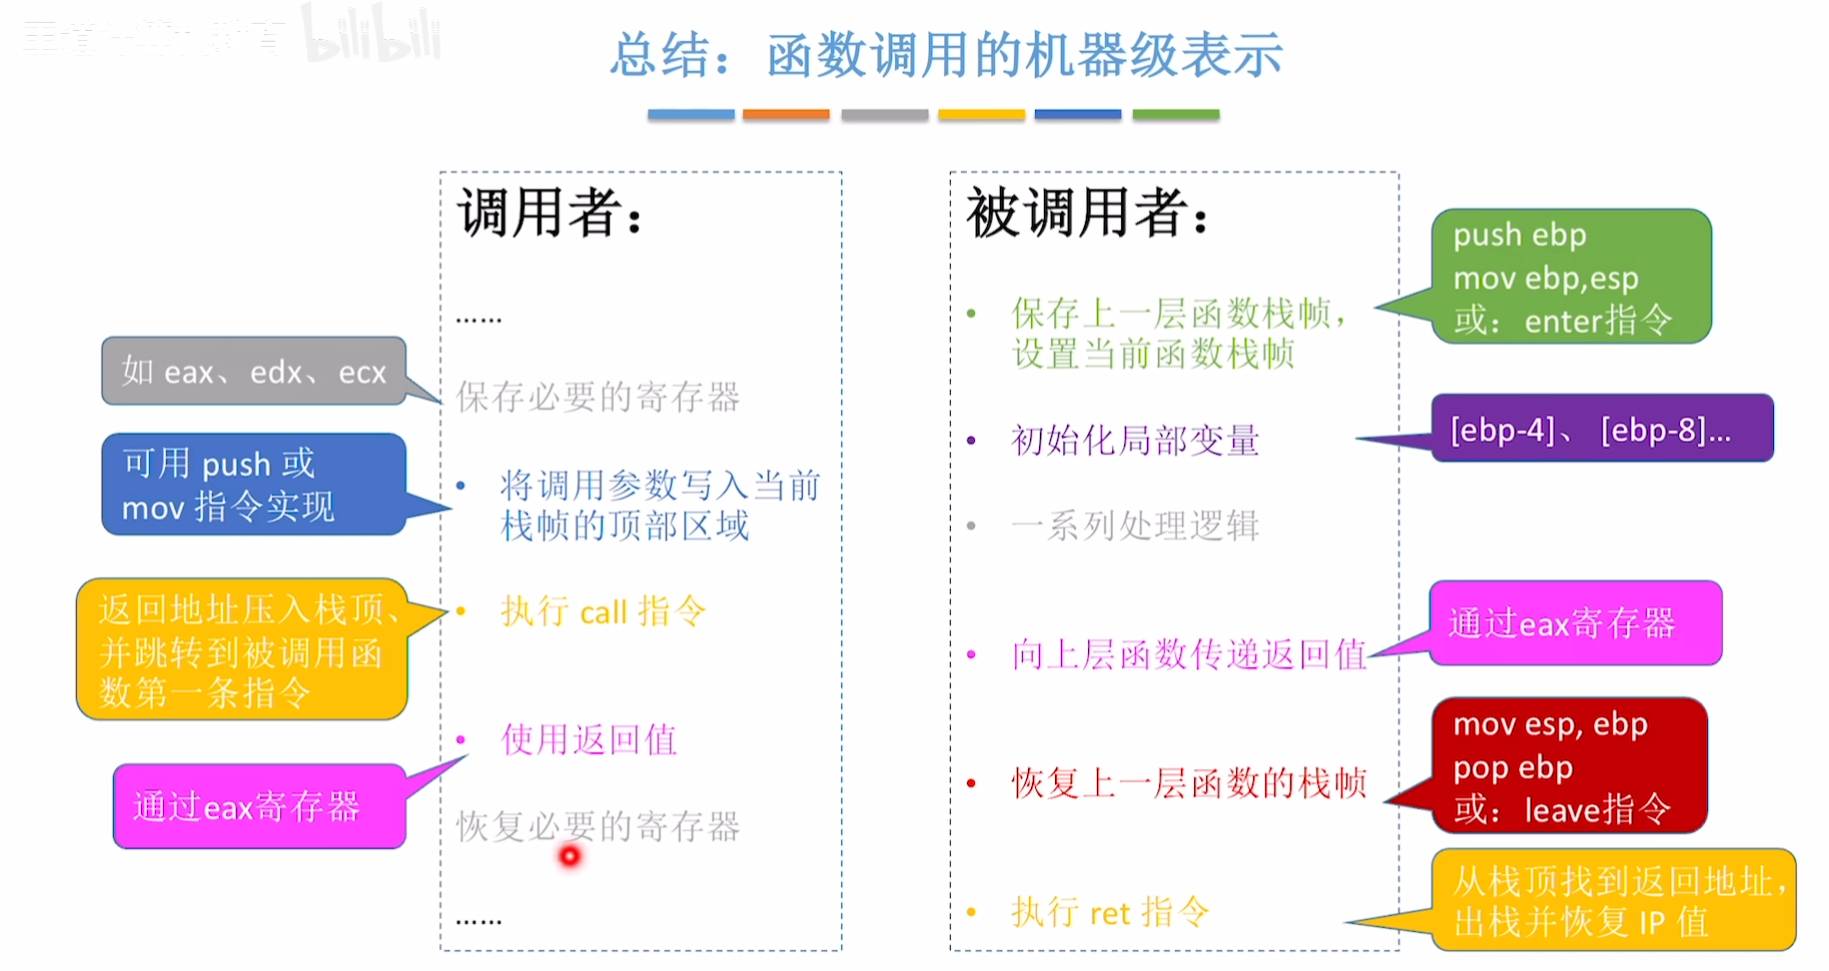 bilibili
总结：函数调用的机器级表示
调用者：
……
如 eax、edx、ecx
保存必要的寄存器
可用 push 或
mov 指令实现
• 将调用参数写入当前
栈帧的顶部区域
返回地址压入栈顶、
并跳转到被调用函
数第一条指令
• 执行 call 指令
• 使用返回值
通过eax寄存器
恢复必要的寄存器
……
被调用者：
push ebp
mov ebp,esp
或：enter指令
• 保存上一层函数栈帧，
设置当前函数栈帧
• 初始化局部变量
[ebp-4]、 [ebp-8]...
• 一系列处理逻辑
• 向上层函数传递返回值
通过eax寄存器
mov esp, ebp
pop ebp
或：leave指令
• 恢复上一层函数的栈帧
• 执行 ret 指令
从栈顶找到返回地址，
出栈并恢复 IP 值